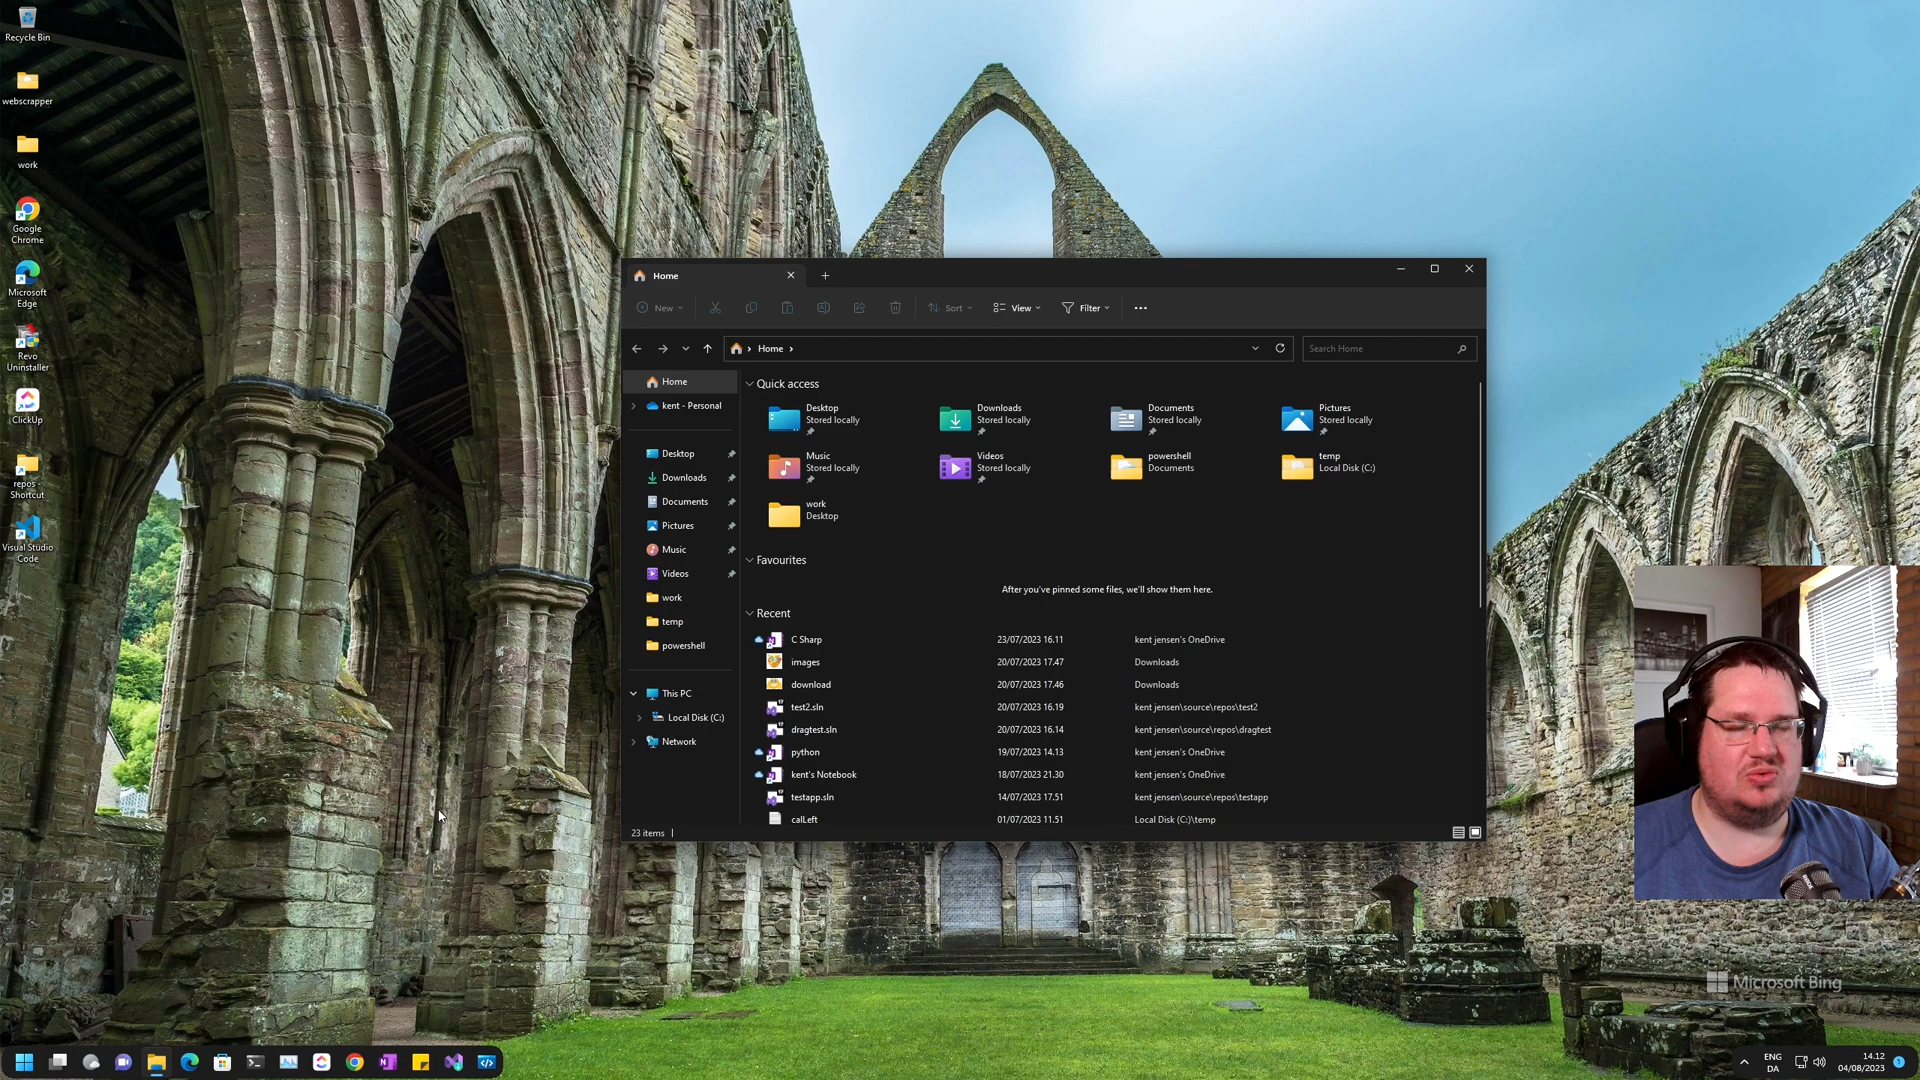 Recycle Bin
webscrapper
work
Google
Chrome
Microsoft
Edge
Revo
Uninstaller
ClickUp
repos -
Shortcut
Visual Studio
Code
Home
New
Sort
View
Filter
Home
Search Home
Home
kent - Personal
Desktop
Downloads
Documents
Pictures
Music
Videos
work
temp
powershell
This PC
Local Disk (C:)
Network
Quick access
Desktop
Stored locally
Downloads
Stored locally
Documents
Stored locally
Pictures
Stored locally
Music
Stored locally
Videos
Stored locally
powershell
Documents
temp
Local Disk (C:)
work
Desktop
Favourites
After you've pinned some files, we'll show them here.
Recent
C Sharp 23/07/2023 16.11 kent jensen's OneDrive
images 20/07/2023 17.47 Downloads
download 20/07/2023 17.46 Downloads
test2.sln 20/07/2023 16.19 kent jensen\source\repos\test2
dragtest.sln 20/07/2023 16.14 kent jensen\source\repos\dragtest
python 19/07/2023 14.13 kent jensen's OneDrive
kent's Notebook 18/07/2023 21.30 kent jensen's OneDrive
testapp.sln 14/07/2023 17.51 kent jensen\source\repos\testapp
calLeft 01/07/2023 11.51 Local Disk (C:)\temp
23 items
Microsoft Bing
ENG
DA
14.12
04/08/2023
1